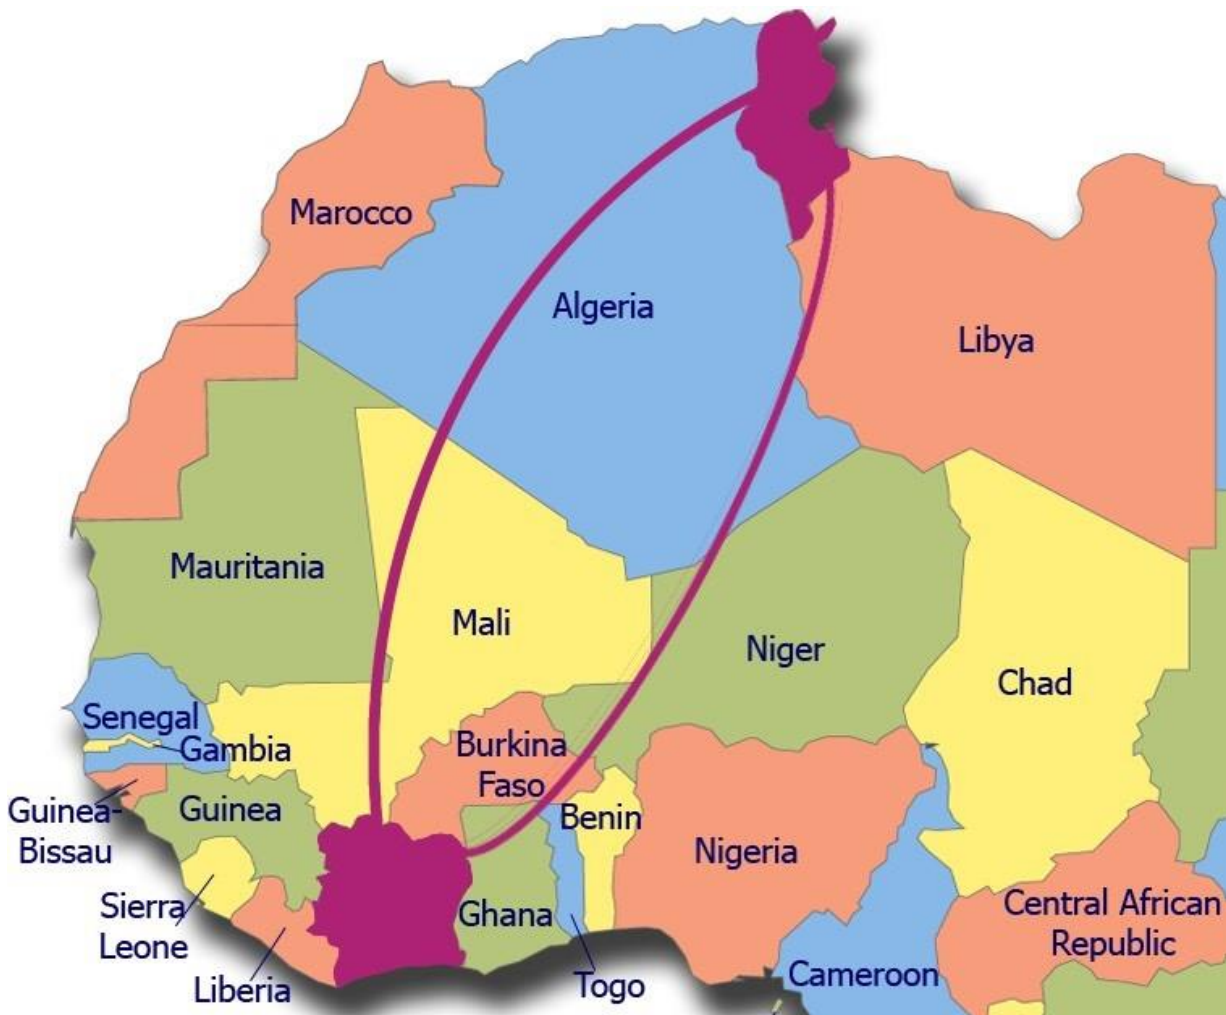 Marocco
Algeria
Libya
Mauritania
Mali
Niger
Chad
Senegal
Gambia
Burkina
Faso
Guinea-
Bissau
Guinea
Benin
Nigeria
Sierra
Leone
Ghana
Central African
Republic
Liberia
Togo
Cameroon